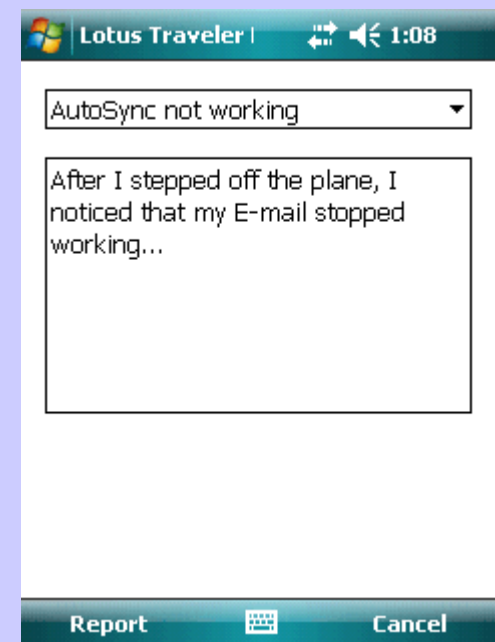 Lotus Traveler 1:08
AutoSync not working
After I stepped off the plane, I
noticed that my E-mail stopped
working...
Report Cancel